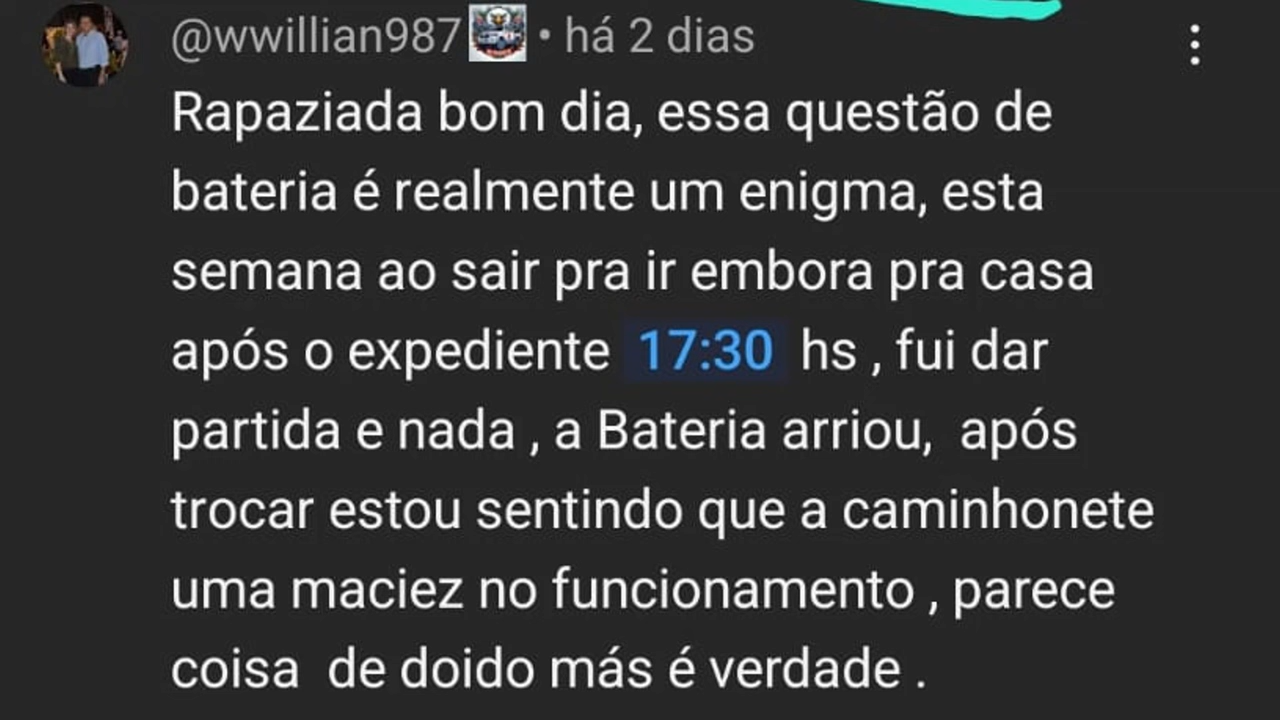 @wwillian987 • há 2 dias
Rapaziada bom dia, essa questão de
bateria é realmente um enigma, esta
semana ao sair pra ir embora pra casa
após o expediente 17:30 hs , fui dar
partida e nada , a Bateria arriou, após
trocar estou sentindo que a caminhonete
uma maciez no funcionamento , parece
coisa de doido más é verdade .